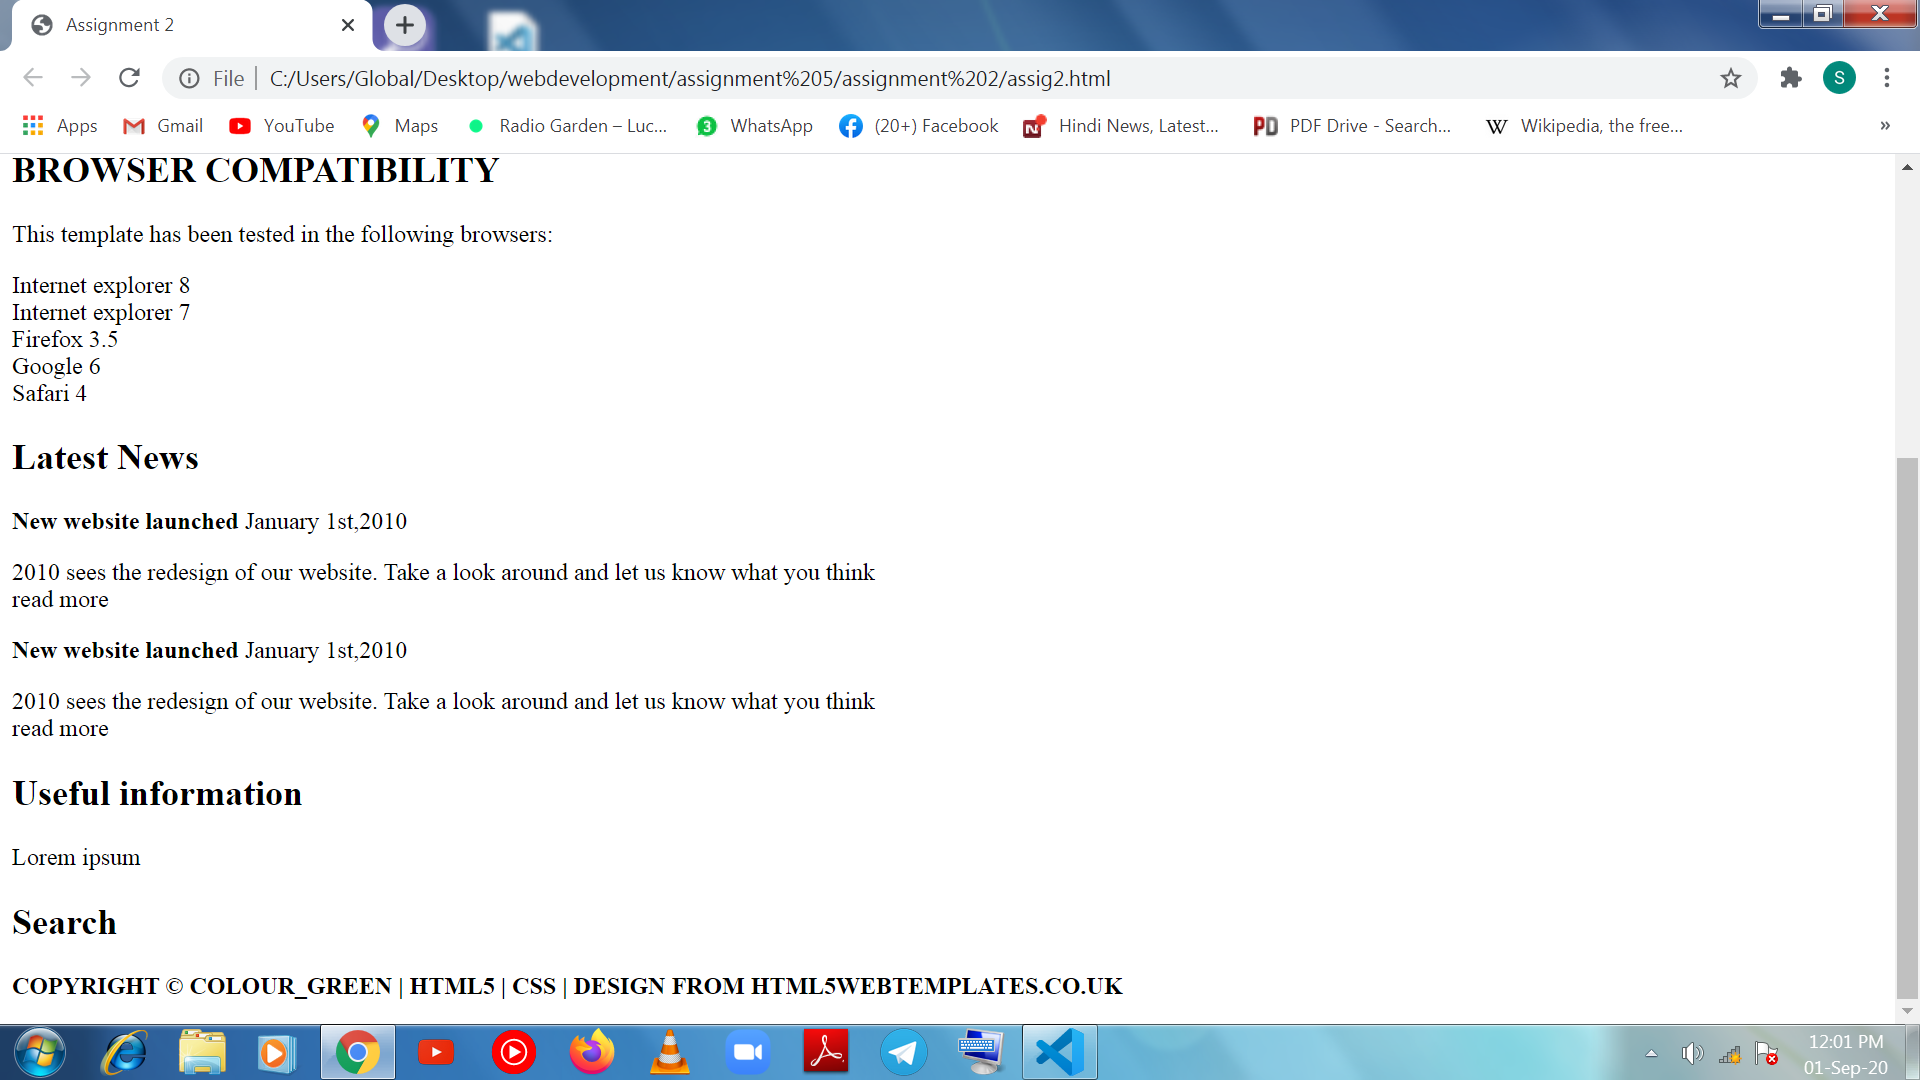 Assignment 2
File C:/Users/Global/Desktop/webdevelopment/assignment%205/assignment%202/assig2.html
S
Apps Gmail YouTube Maps Radio Garden – Luc... 3 WhatsApp (20+) Facebook N Hindi News, Latest... PD PDF Drive - Search... W Wikipedia, the free... »
BROWSER COMPATIBILITY
This template has been tested in the following browsers:
Internet explorer 8
Internet explorer 7
Firefox 3.5
Google 6
Safari 4
Latest News
New website launched January 1st,2010
2010 sees the redesign of our website. Take a look around and let us know what you think
read more
New website launched January 1st,2010
2010 sees the redesign of our website. Take a look around and let us know what you think
read more
Useful information
Lorem ipsum
Search
COPYRIGHT © COLOUR_GREEN | HTML5 | CSS | DESIGN FROM HTML5WEBTEMPLATES.CO.UK
12:01 PM
01-Sep-20